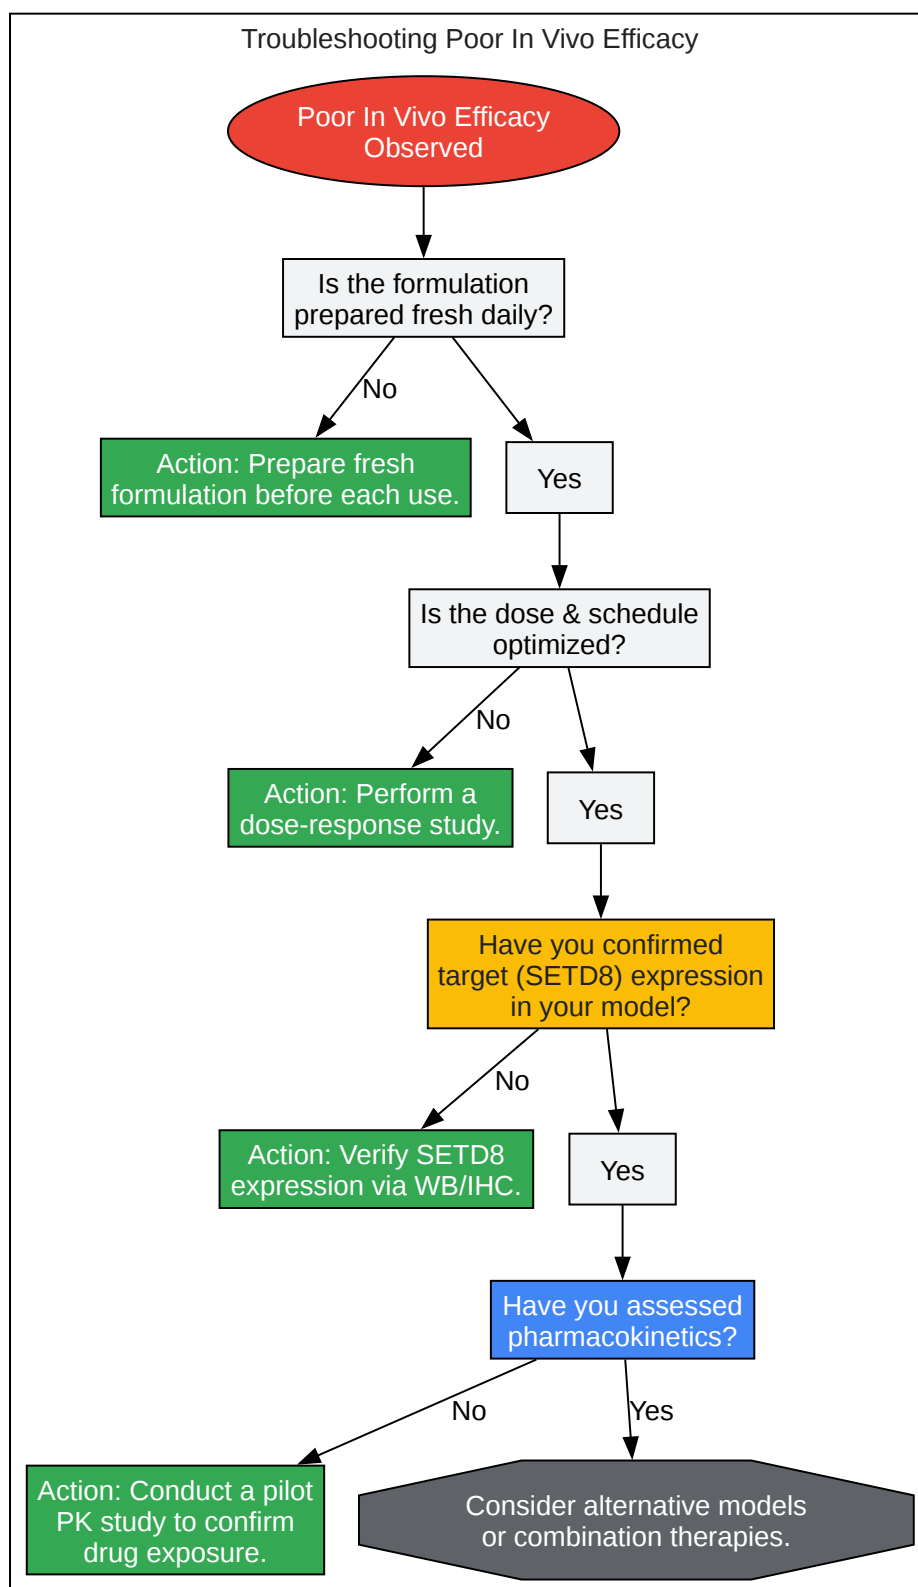 Troubleshooting Poor In Vivo Efficacy
Poor In Vivo Efficacy
Observed
Is the formulation
prepared fresh daily?
No
Action: Prepare fresh
formulation before each use.
Yes
Is the dose & schedule
optimized?
No
Action: Perform a
dose-response study.
Yes
Have you confirmed
target (SETD8) expression
in your model?
No
Action: Verify SETD8
expression via WB/IHC.
Yes
Have you assessed
pharmacokinetics?
No
Yes
Action: Conduct a pilot
PK study to confirm
drug exposure.
Consider alternative models
or combination therapies.